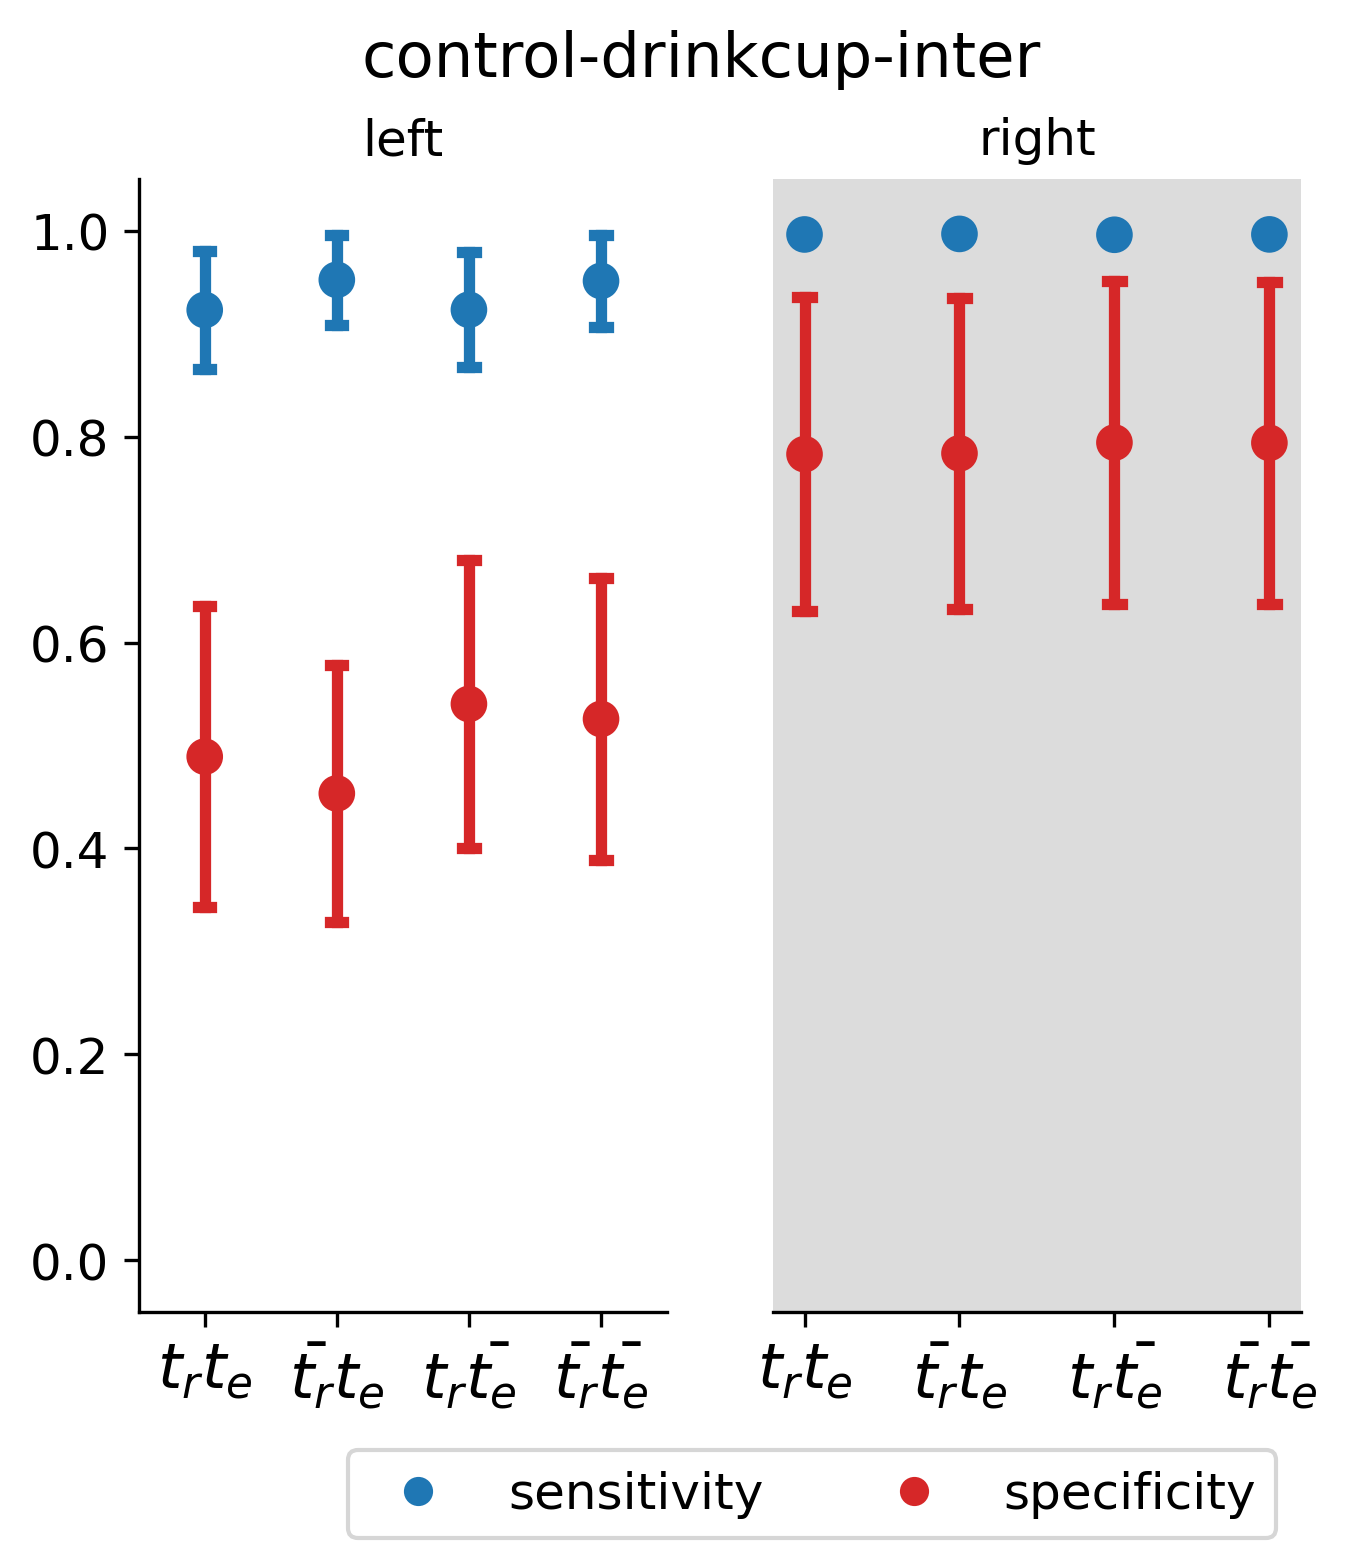 control-drinkcup-inter
left right
1.0
0.8
0.6
0.4
0.2
0.0
t_r t_e t̄_r t_e t_r t̄_e t̄_r t̄_e t_r t_e t̄_r t_e t_r t̄_e t̄_r t̄_e
sensitivity specificity